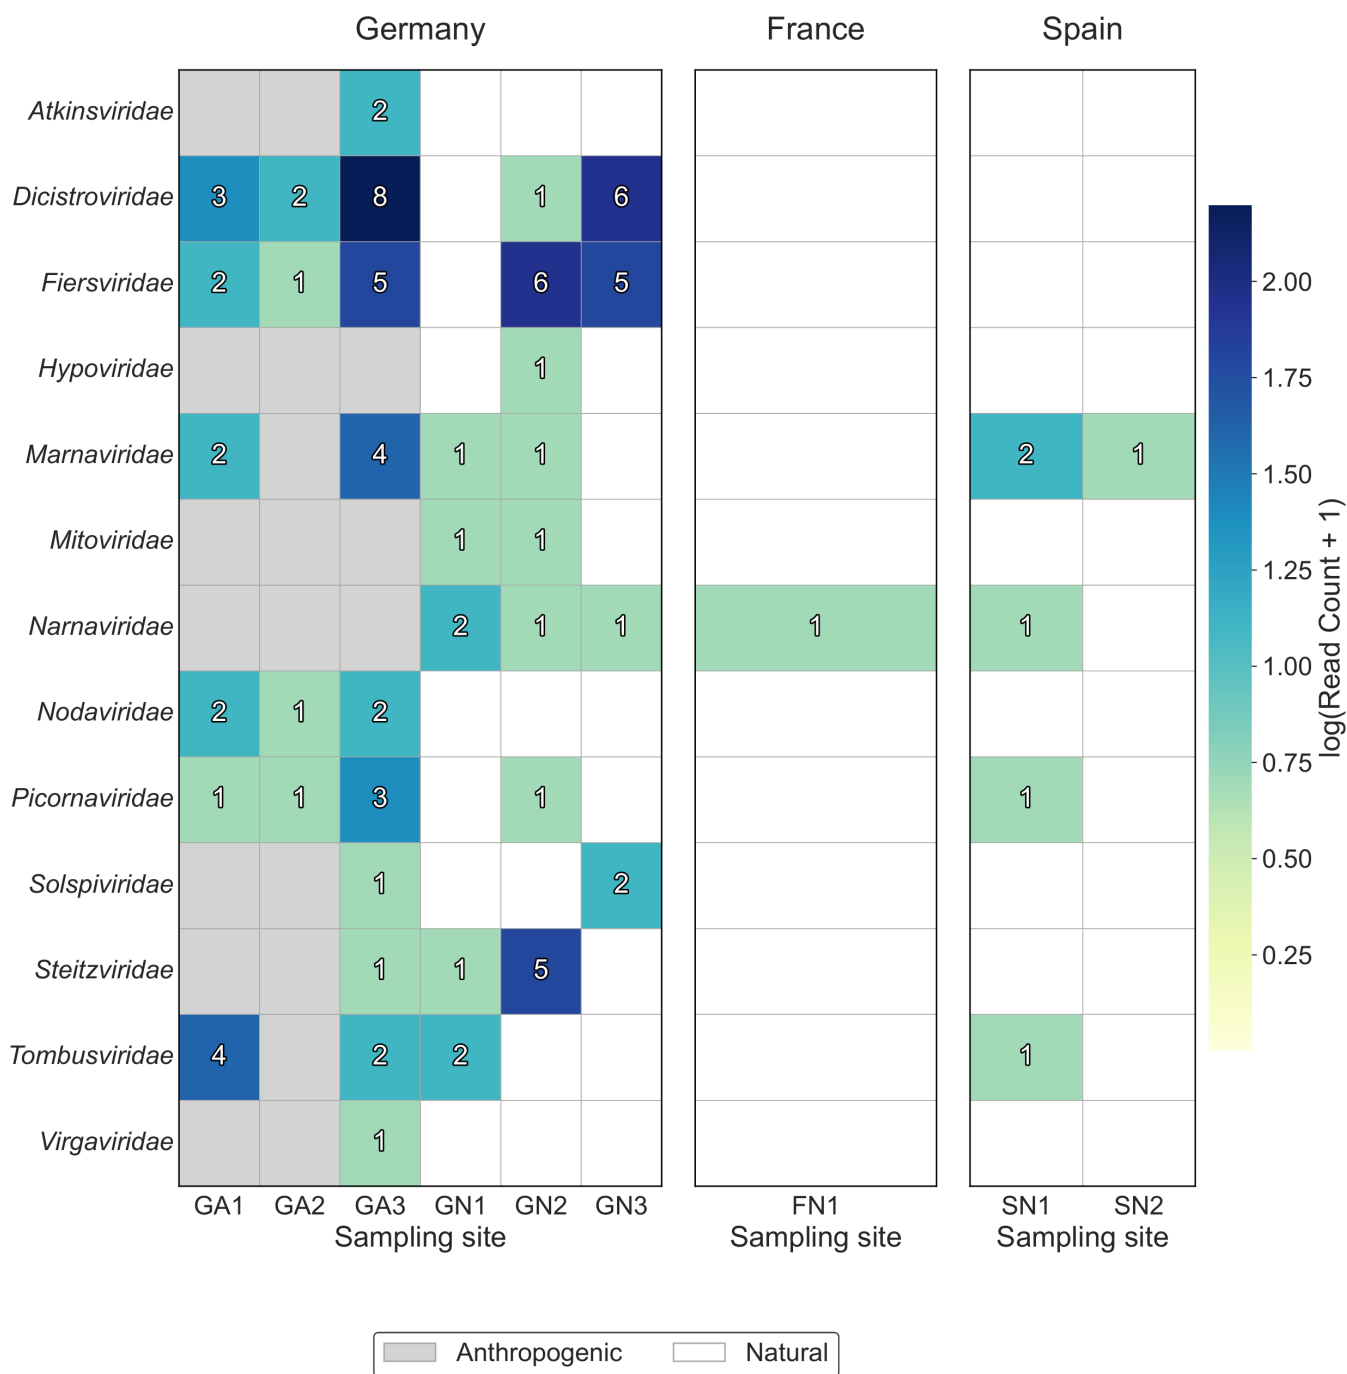 Germany France Spain
Atkinsviridae 2
Dicistroviridae 3 2 8 1 6
Fiersviridae 2 1 5 6 5
Hypoviridae 1
Marnaviridae 2 4 1 1 2 1
Mitoviridae 1 1
Narnaviridae 2 1 1 1 1
Nodaviridae 2 1 2
Picornaviridae 1 1 3 1 1
Solspiviridae 1 2
Steitzviridae 1 1 5
Tombusviridae 4 2 2 1
Virgaviridae 1
GA1 GA2 GA3 GN1 GN2 GN3 FN1 SN1 SN2
Sampling site Sampling site Sampling site
2.00
1.75
1.50
1.25
1.00
0.75
0.50
0.25
log(Read Count + 1)
Anthropogenic Natural